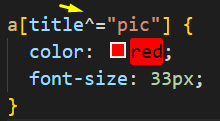 a[title^="pic"] {
color: red;
font-size: 33px;
}